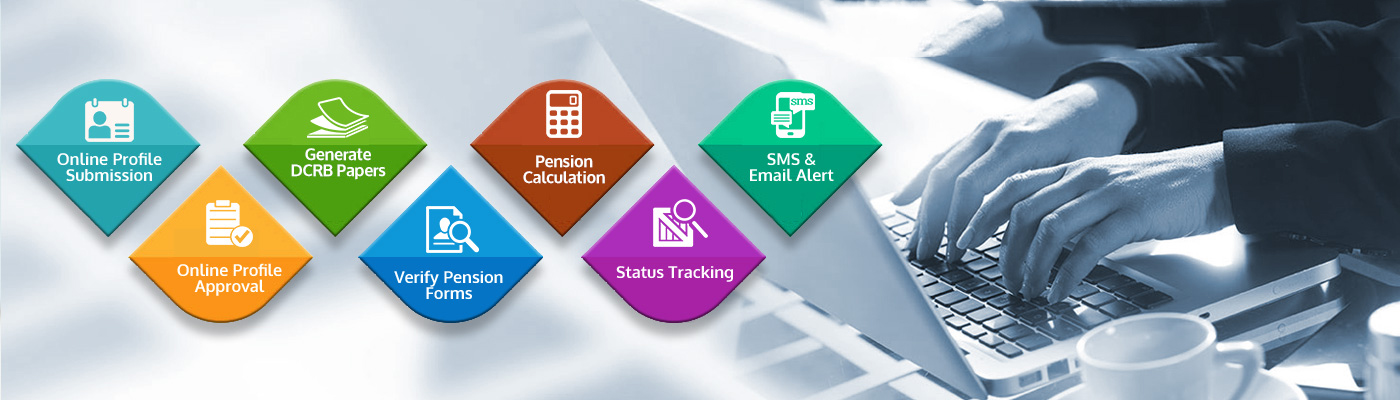 Online Profile
Submission
Online Profile
Approval
Generate
DCRB Papers
Verify Pension
Forms
Pension
Calculation
Status Tracking
sms
SMS &
Email Alert